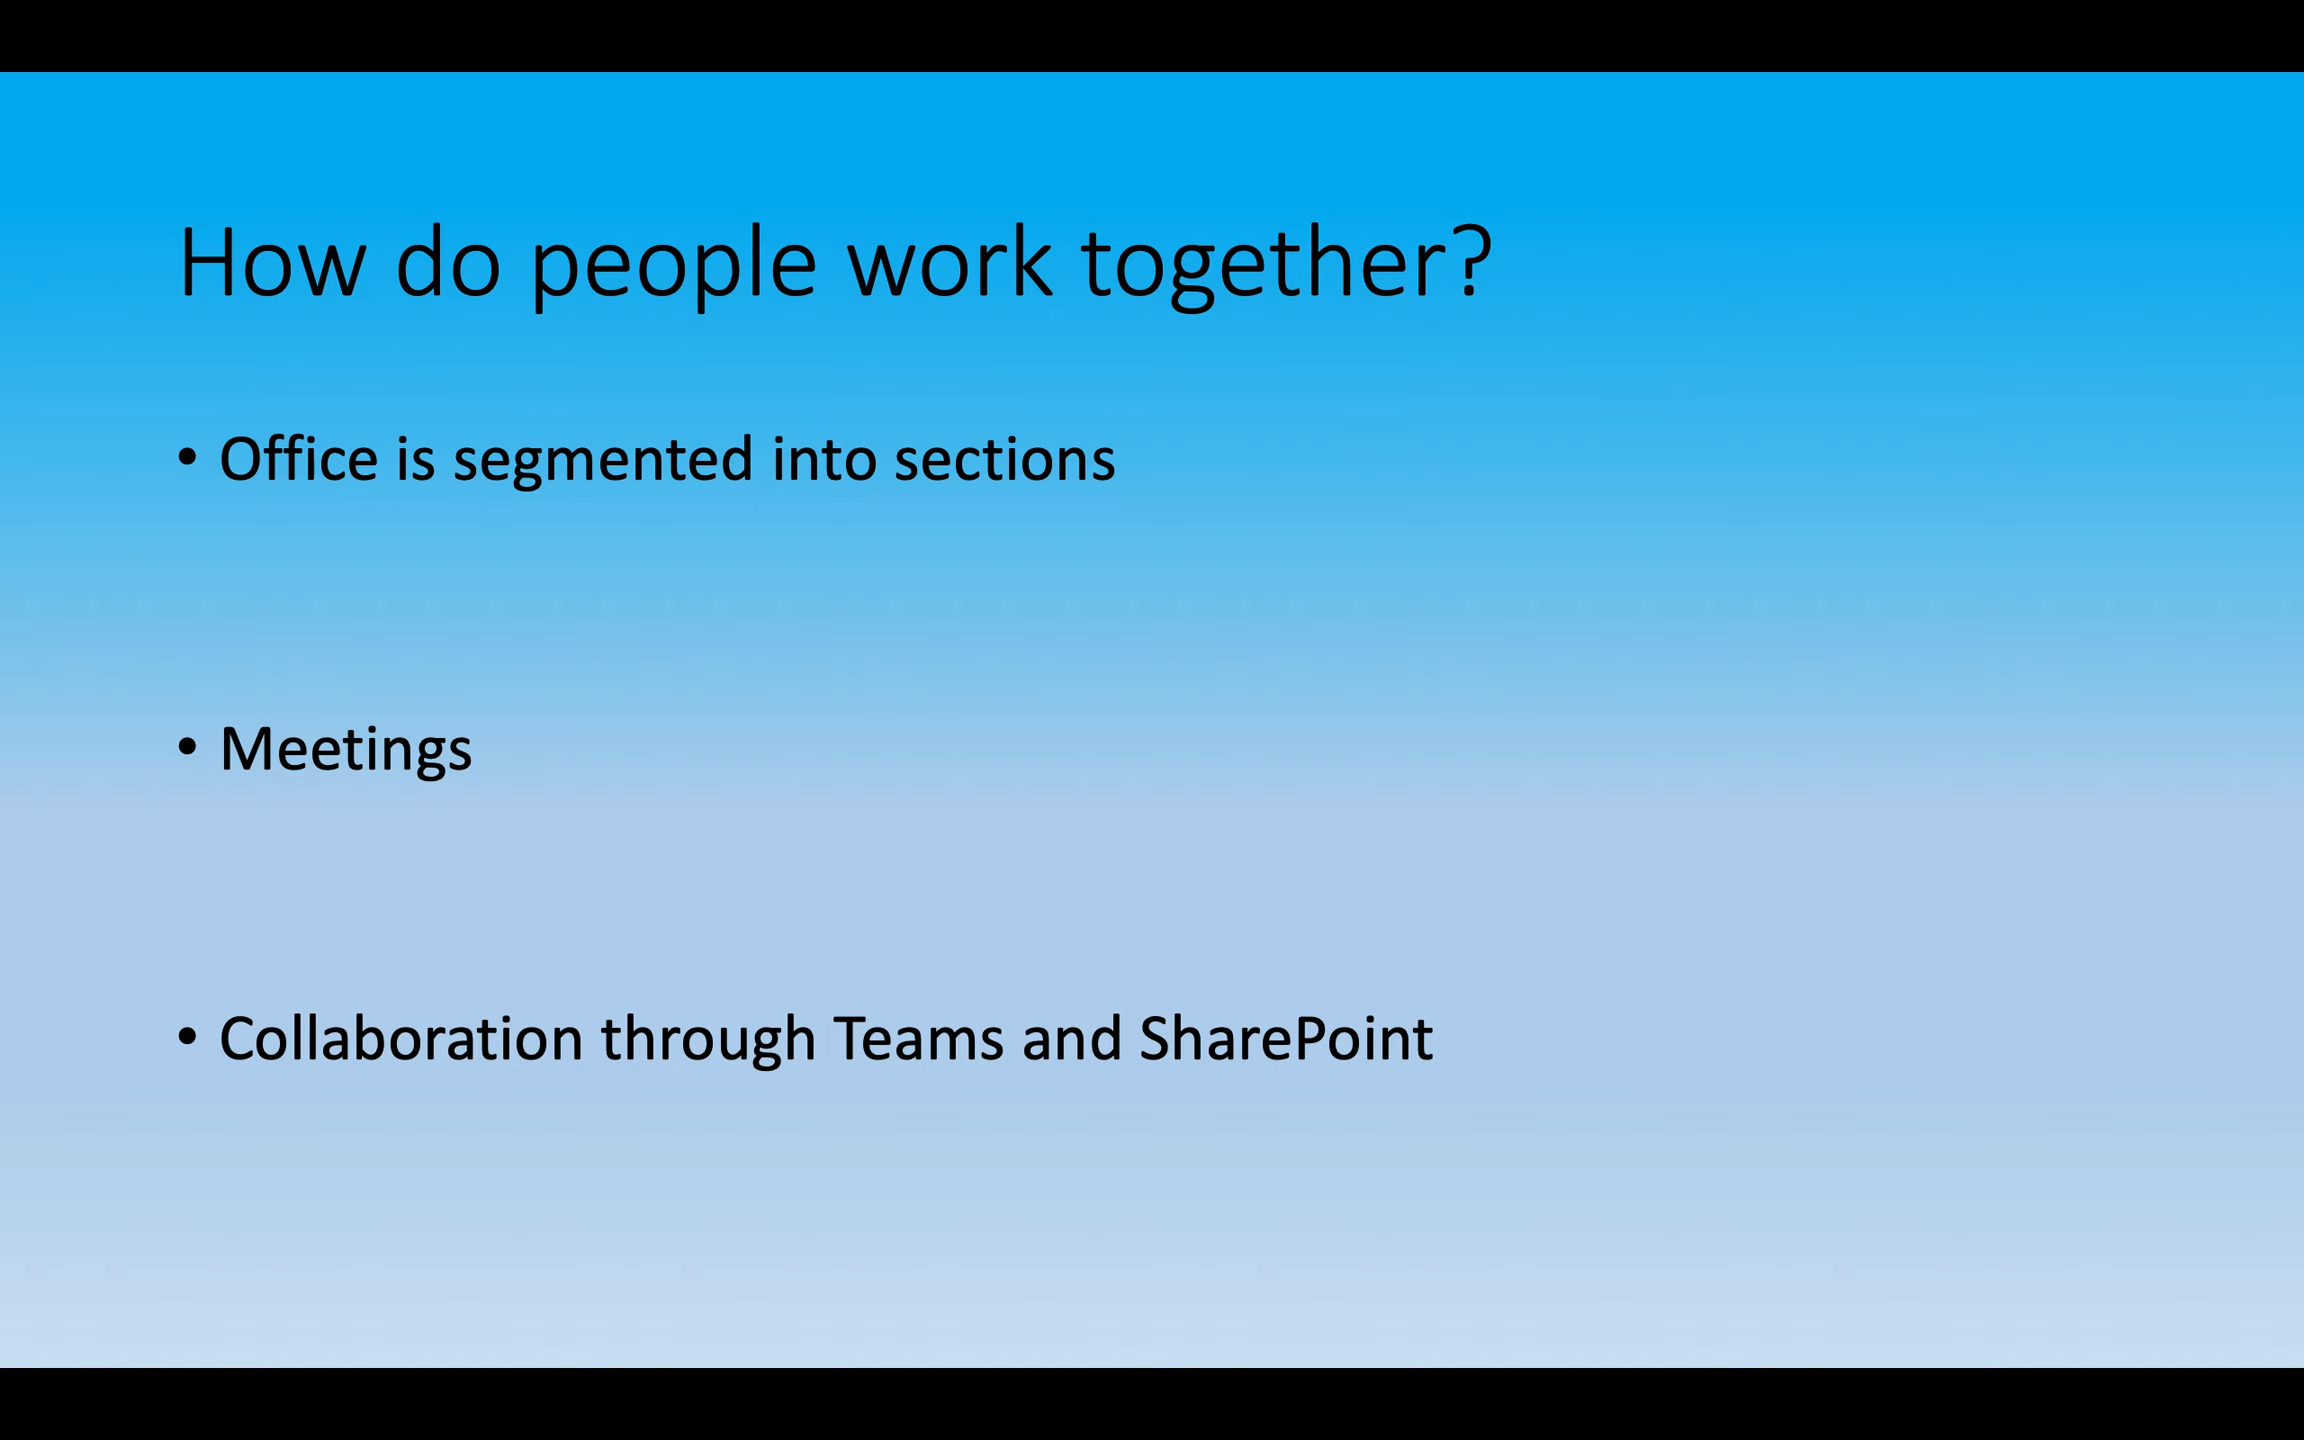 How do people work together?
• Office is segmented into sections
• Meetings
• Collaboration through Teams and SharePoint